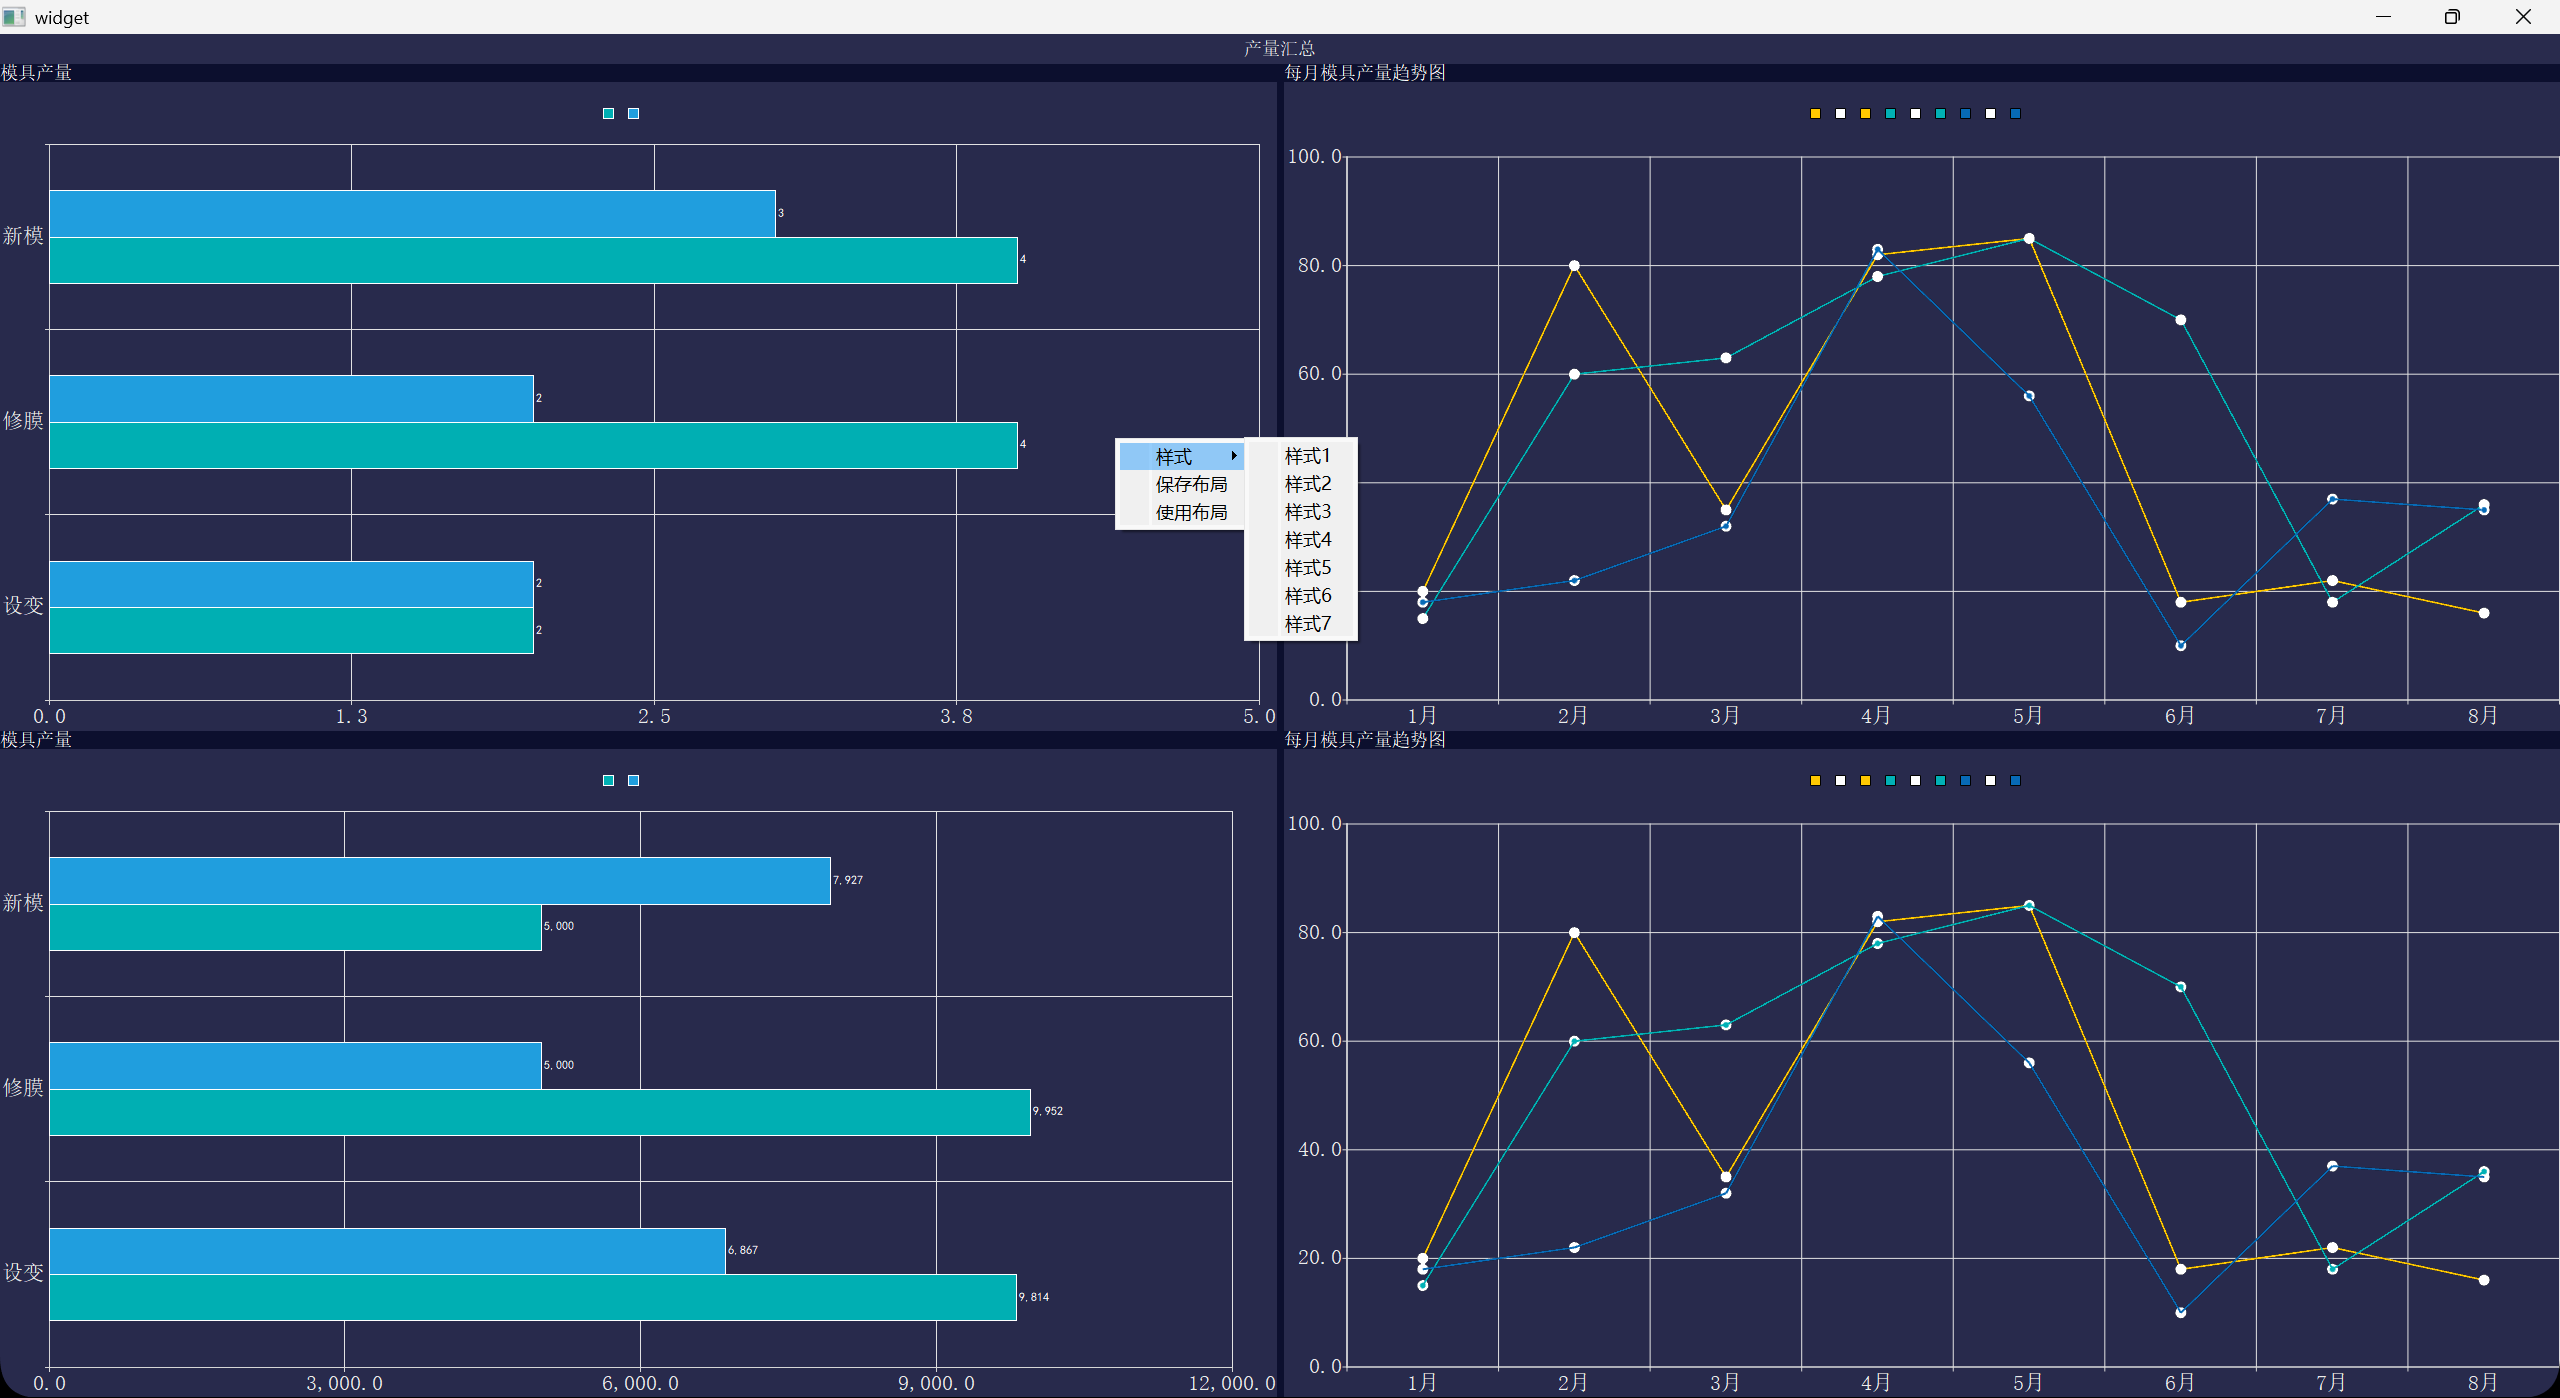 widget
产量汇总
模具产量
新模
3
4
修膜
2
4
设变
2
2
0.0 1.3 2.5 3.8 5.0
样式
保存布局
使用布局
样式1
样式2
样式3
样式4
样式5
样式6
样式7
每月模具产量趋势图
100.0
80.0
60.0
0.0
1月 2月 3月 4月 5月 6月 7月 8月
模具产量
新模
7,927
5,000
修膜
5,000
9,952
设变
6,867
9,814
0.0 3,000.0 6,000.0 9,000.0 12,000.0
每月模具产量趋势图
100.0
80.0
60.0
40.0
20.0
0.0
1月 2月 3月 4月 5月 6月 7月 8月